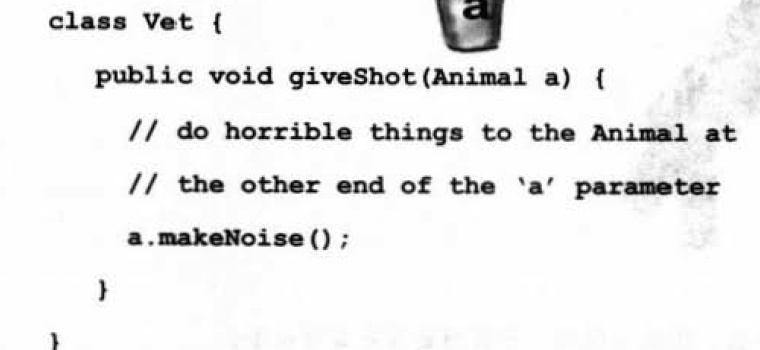 a
class Vet {
public void giveShot(Animal a) {
// do horrible things to the Animal at
// the other end of the ‘a’ parameter
a.makeNoise();
}
}